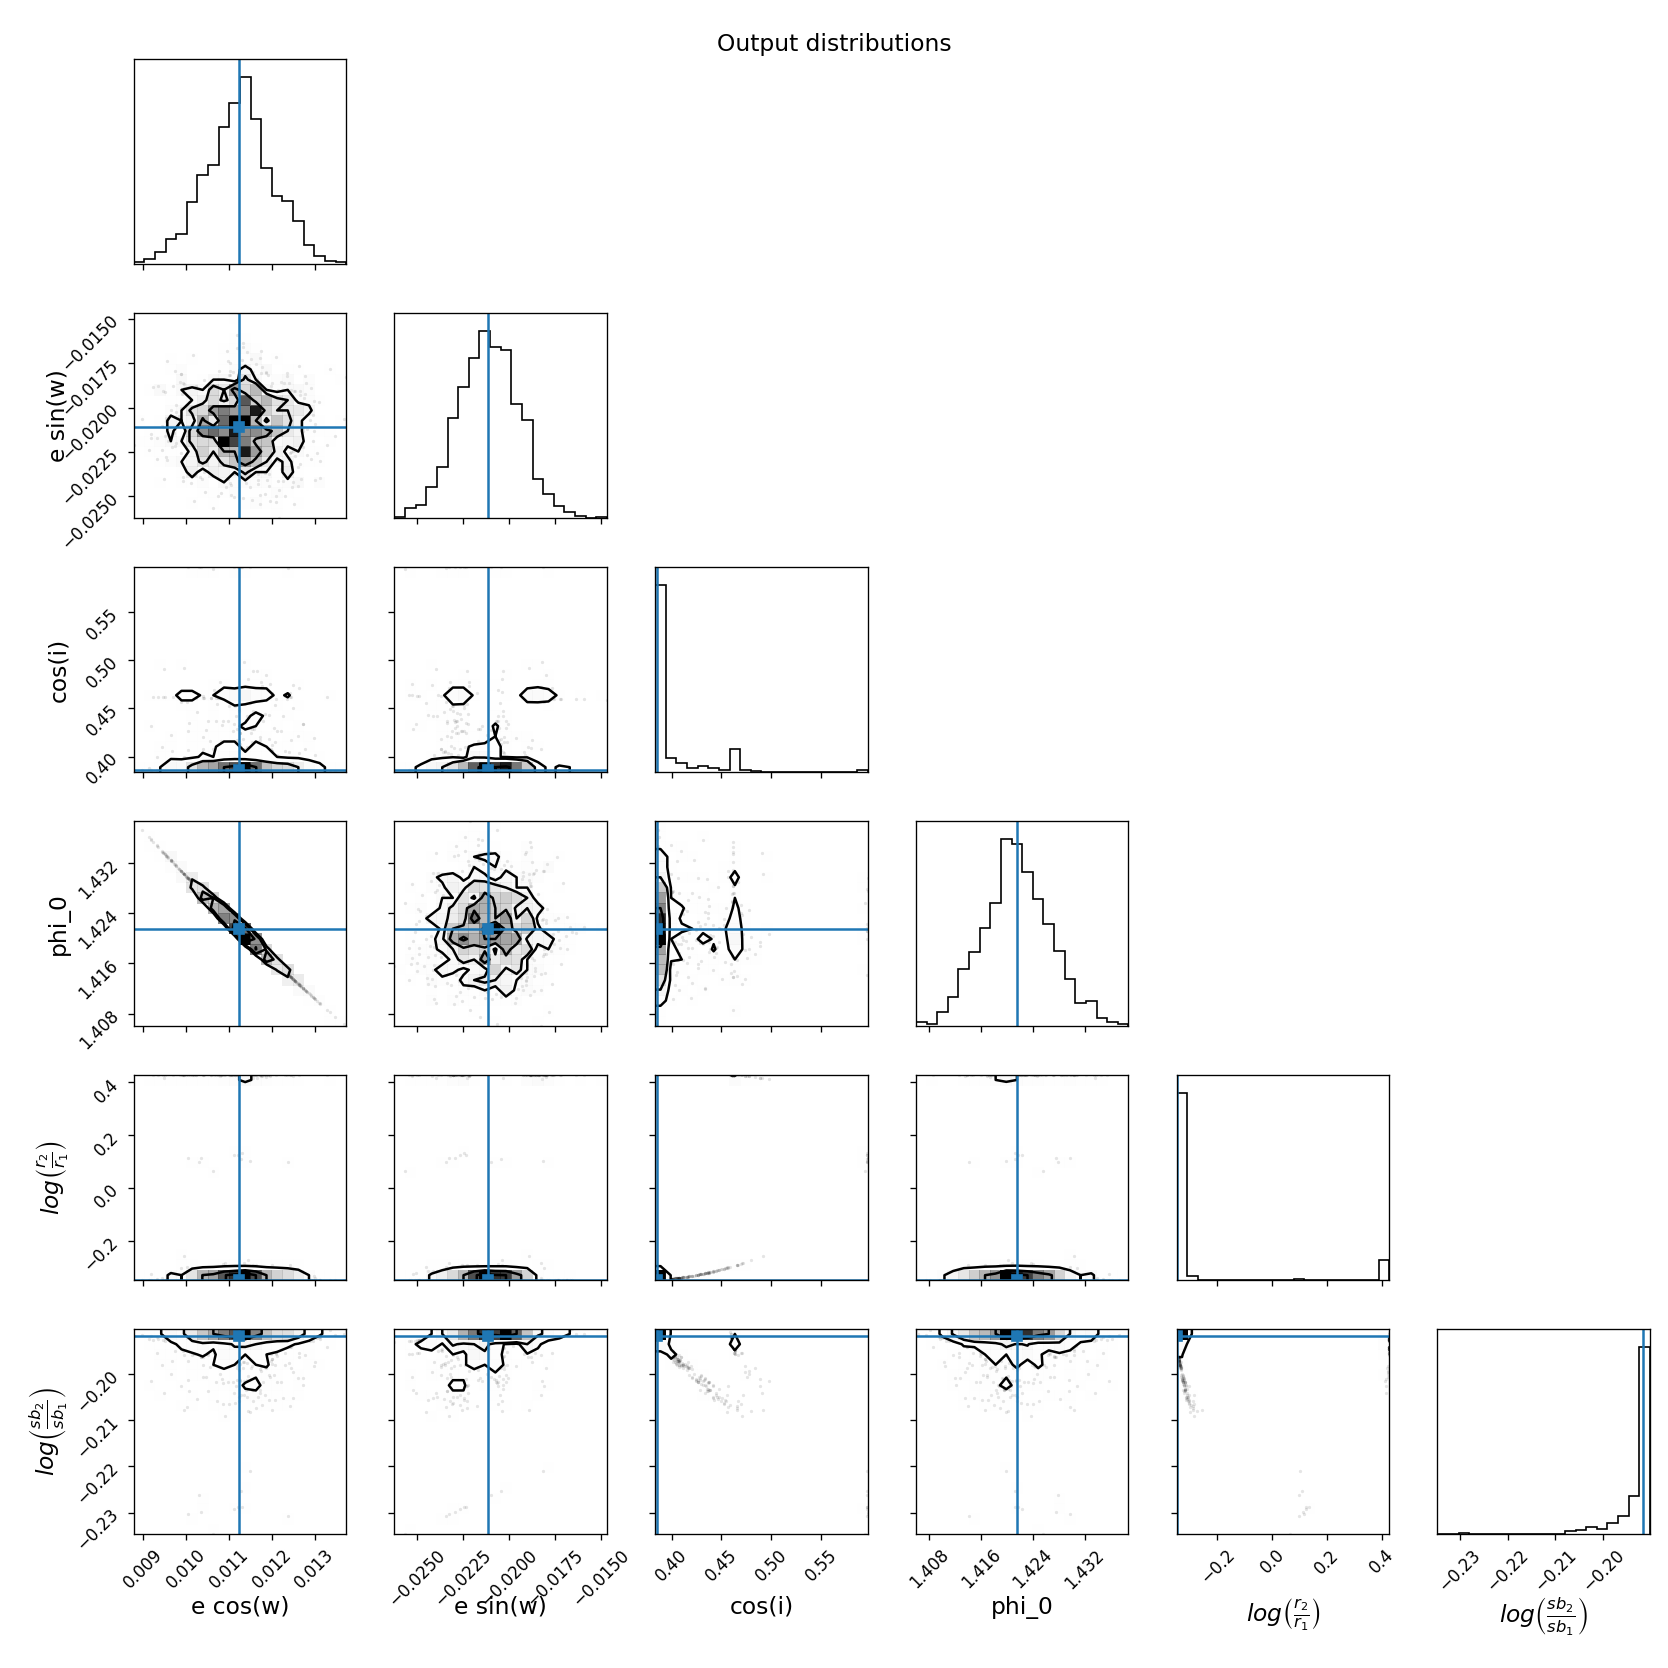 Output distributions
e sin(w)
−0.0150
−0.0175
−0.0200
−0.0225
−0.0250
cos(i)
0.55
0.50
0.45
0.40
phi_0
1.432
1.424
1.416
1.408
log(r2/r1)
0.4
0.2
0.0
−0.2
log(sb2/sb1)
−0.20
−0.21
−0.22
−0.23
0.009 0.010 0.011 0.012 0.013
−0.0250 −0.0225 −0.0200 −0.0175 −0.0150
0.40 0.45 0.50 0.55
1.408 1.416 1.424 1.432
−0.2 0.0 0.2 0.4
−0.23 −0.22 −0.21 −0.20
e cos(w) e sin(w) cos(i) phi_0 log(r2/r1) log(sb2/sb1)